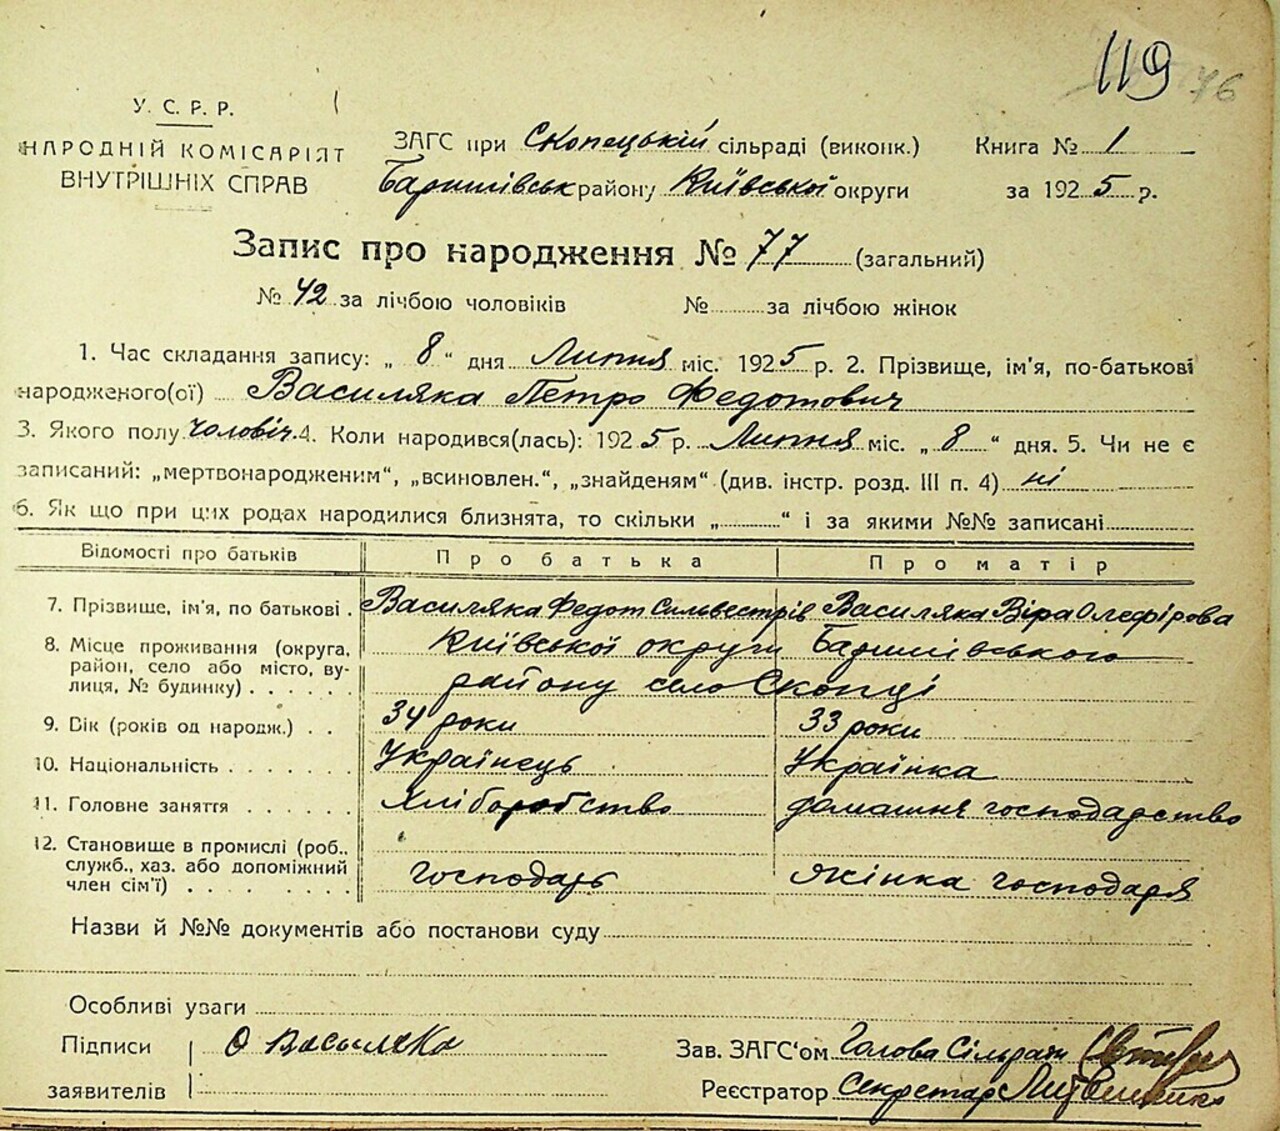 119 76
У. С. Р. Р.
НАРОДНІЙ КОМІСАРІЯТ
ВНУТРІШНІХ СПРАВ
ЗАГС при Скопецькій сільраді (виконк.) Книга № 1
Баришівськ району Київської округи за 1925 р.
Запис про народження № 77 (загальний)
№ 42 за лічбою чоловіків № за лічбою жінок
1. Час складання запису: „ 8 “ дня Липня міс. 1925 р. 2. Прізвище, ім'я, по-батькові
народженого(ої) Василяка Петро Федотович
3. Якого полу чоловіч. 4. Коли народився(лась): 1925 р. Липня міс. „ 8 “ дня. 5. Чи не є
записаний: „мертвонародженим“, „всиновлен.“, „знайденям“ (див. інстр. розд. III п. 4) ні
6. Як що при цих родах народилися близнята, то скільки „ “ і за якими №№ записані
Відомості про батьків Про батька Про матір
7. Прізвище, ім'я, по батькові . Василяка Федот Сильвестрів Василяка Віра Олефірова
8. Місце проживання (округа, Київської округи Баришівського
район, село або місто, ву-
лиця, № будинку) . . . . . району село Скопці
9. Вік (років од народж.) . . 34 роки 33 роки
10. Національність . . . . . . . Українець Українка
11. Головне заняття . . . . . . Хліборобство домашнє господарство
12. Становище в промислі (роб.,
служб., хаз. або допоміжний
член сім'ї) . . . . . . . . господарь жінка господаря
Назви й №№ документів або постанови суду
Особливі уваги
Підписи О Василяка Зав. ЗАГС‘ом Голова Сільради
заявителів Реєстратор Секретар Литвиненко